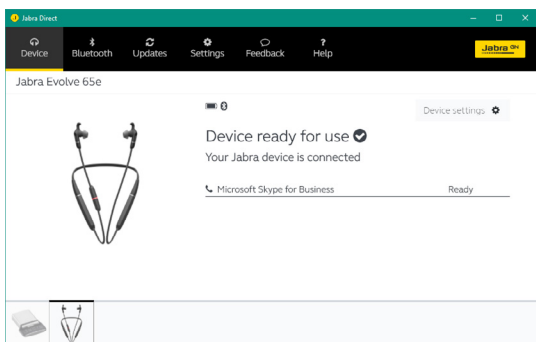 Jabra Direct
Device Bluetooth Updates Settings Feedback Help
Jabra GN
Jabra Evolve 65e
Device settings
Device ready for use
Your Jabra device is connected
Microsoft Skype for Business Ready